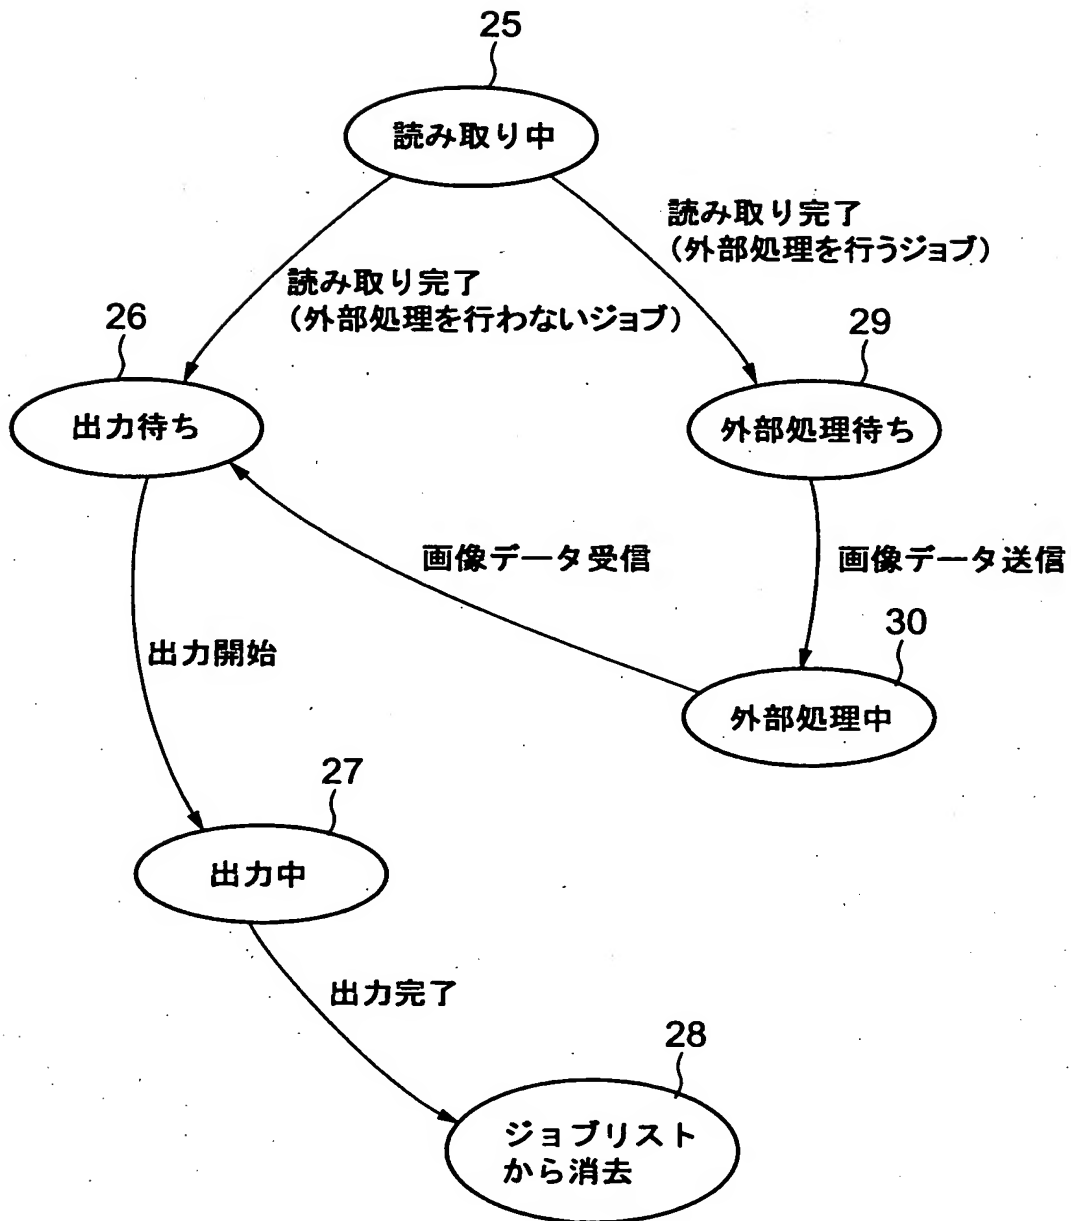 25
読み取り中
読み取り完了
(外部処理を行うジョブ)
読み取り完了
(外部処理を行わないジョブ)
26
29
出力待ち
外部処理待ち
画像データ受信
画像データ送信
30
出力開始
外部処理中
27
出力中
出力完了
28
ジョブリスト
から消去